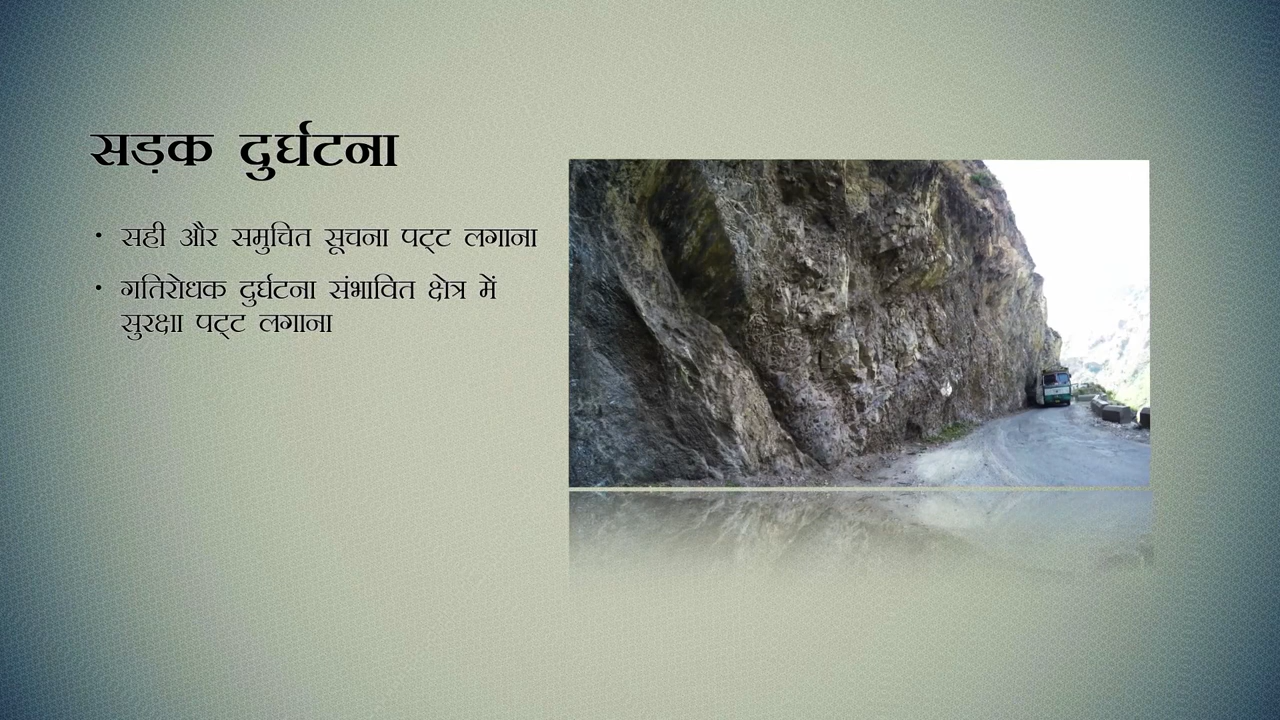 सड़क दुर्घटना
• सही और समुचित सूचना पट्ट लगाना
• गतिरोधक दुर्घटना संभावित क्षेत्र में
सुरक्षा पट्ट लगाना